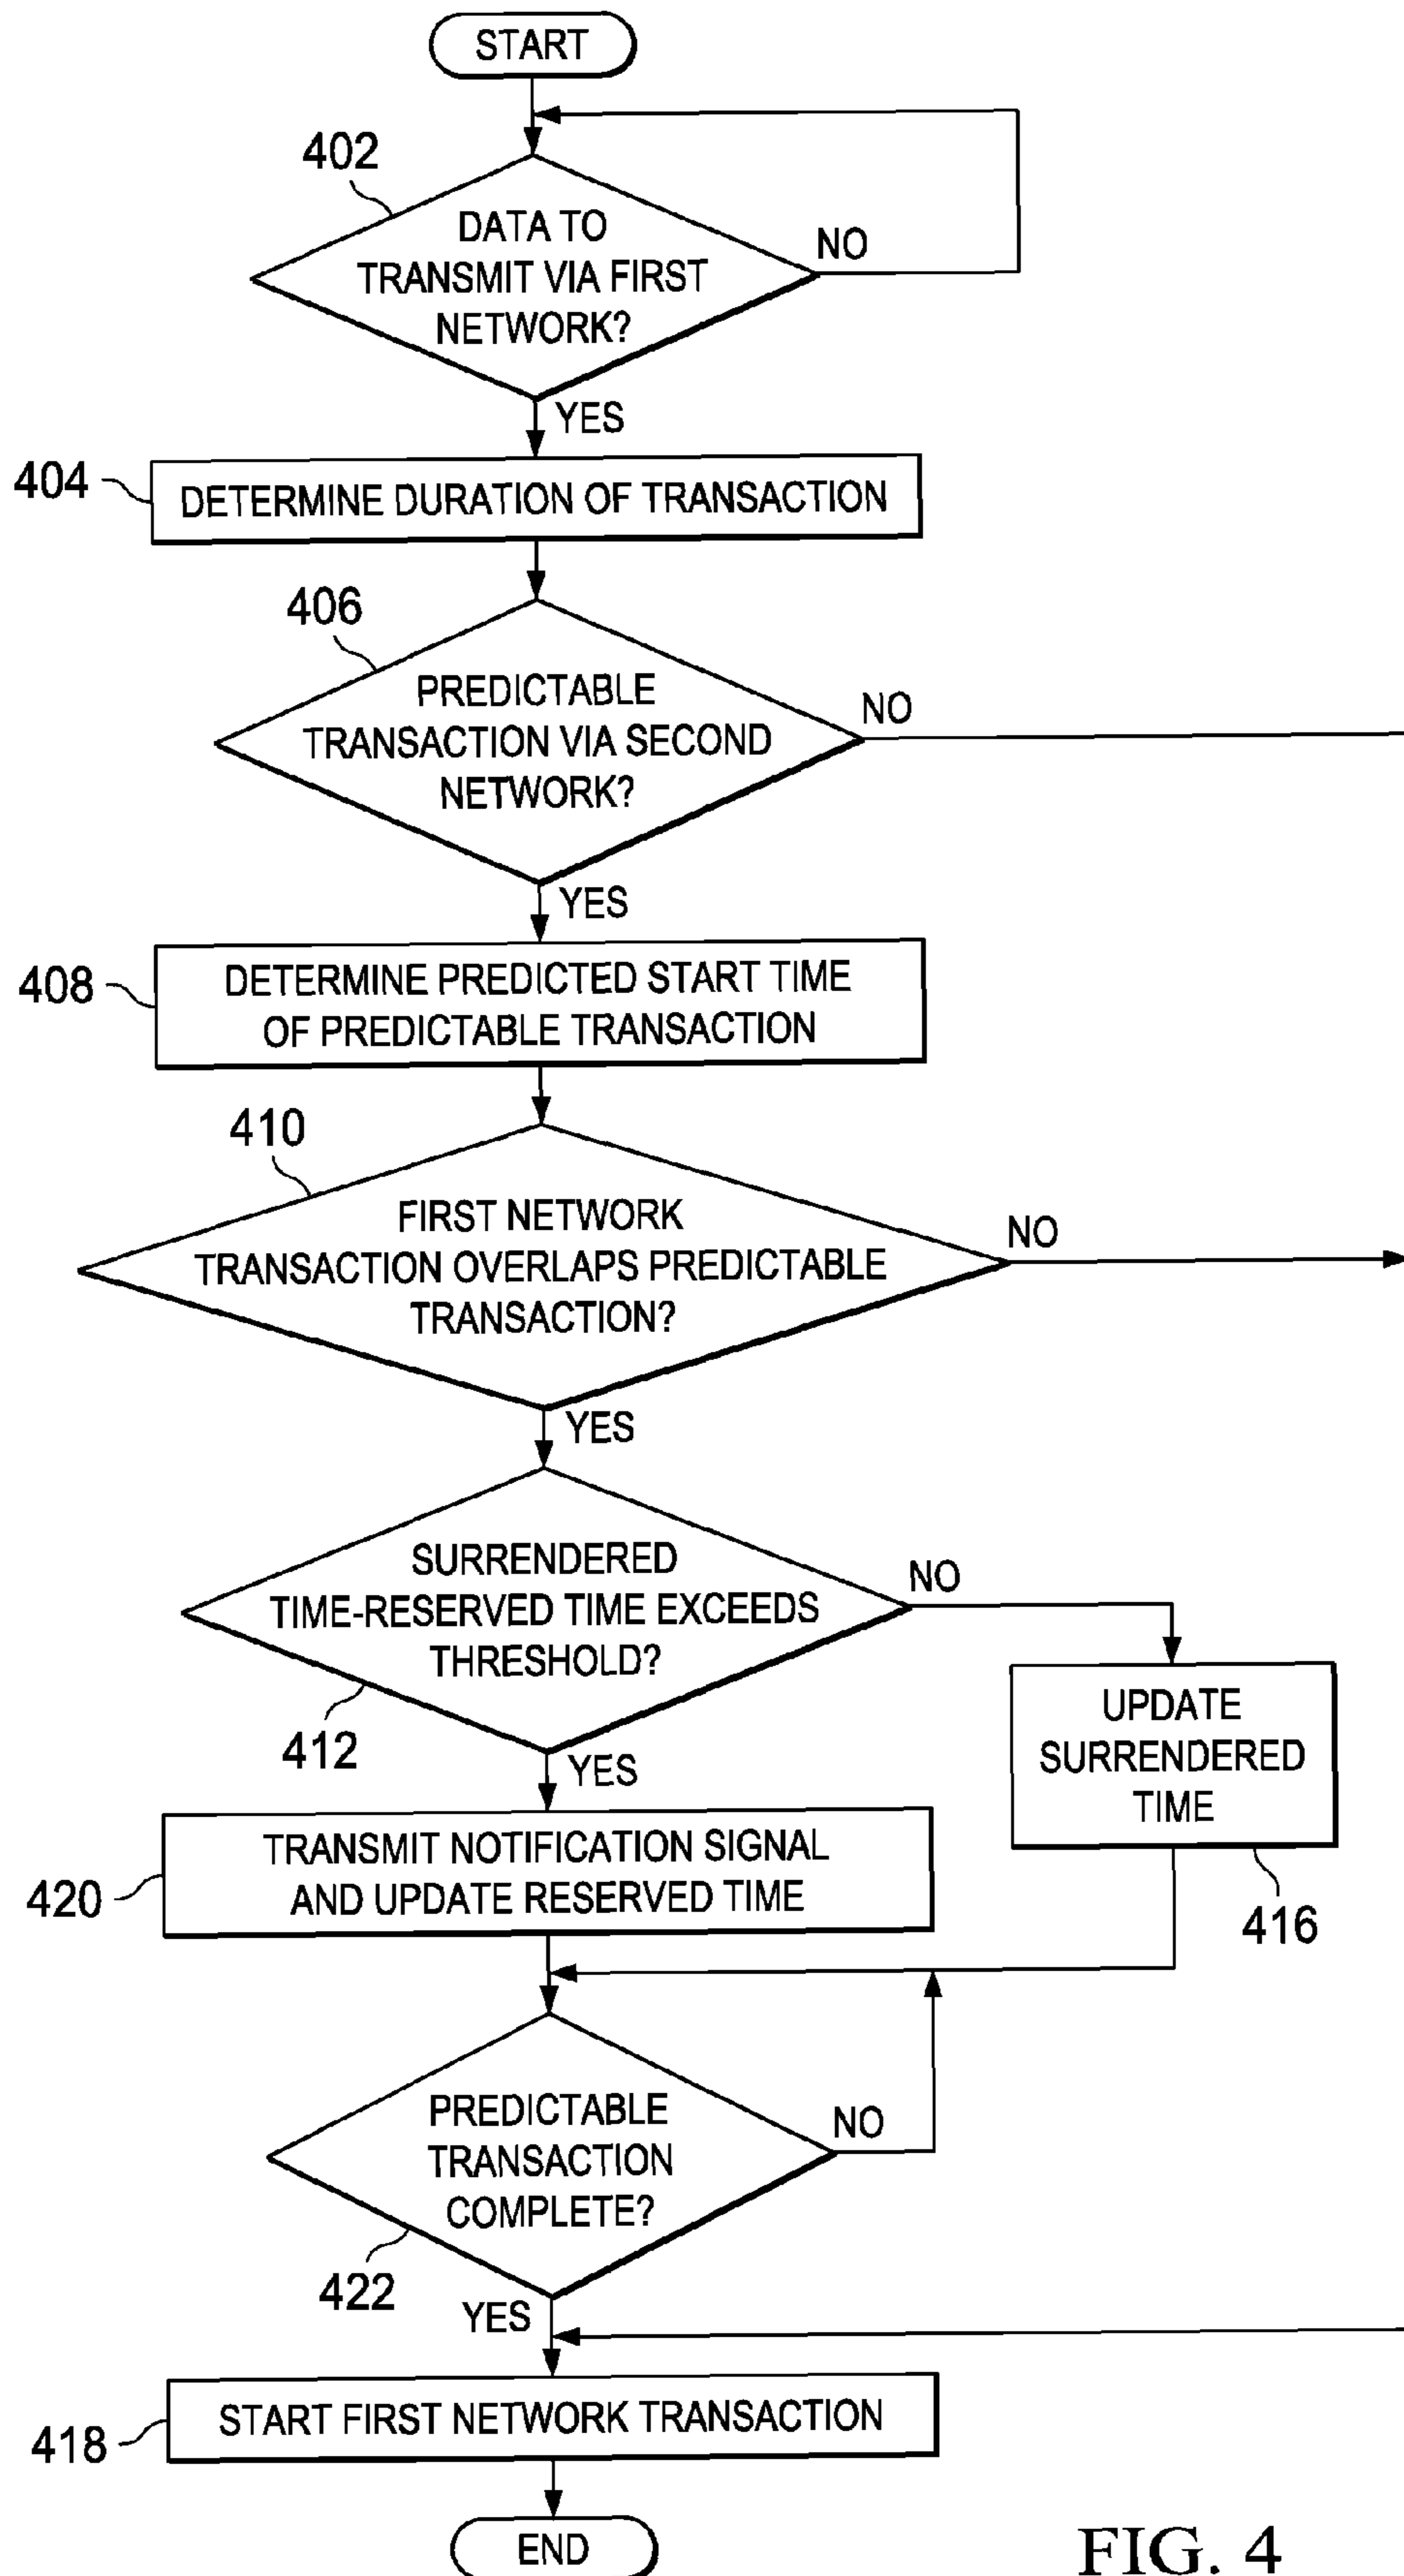 START
402
DATA TO
TRANSMIT VIA FIRST
NETWORK?
NO
YES
404
DETERMINE DURATION OF TRANSACTION
406
PREDICTABLE
TRANSACTION VIA SECOND
NETWORK?
NO
YES
408
DETERMINE PREDICTED START TIME
OF PREDICTABLE TRANSACTION
410
FIRST NETWORK
TRANSACTION OVERLAPS PREDICTABLE
TRANSACTION?
NO
YES
SURRENDERED
TIME-RESERVED TIME EXCEEDS
THRESHOLD?
NO
412
YES
UPDATE
SURRENDERED
TIME
416
420
TRANSMIT NOTIFICATION SIGNAL
AND UPDATE RESERVED TIME
PREDICTABLE
TRANSACTION
COMPLETE?
NO
422
YES
418
START FIRST NETWORK TRANSACTION
END
FIG. 4